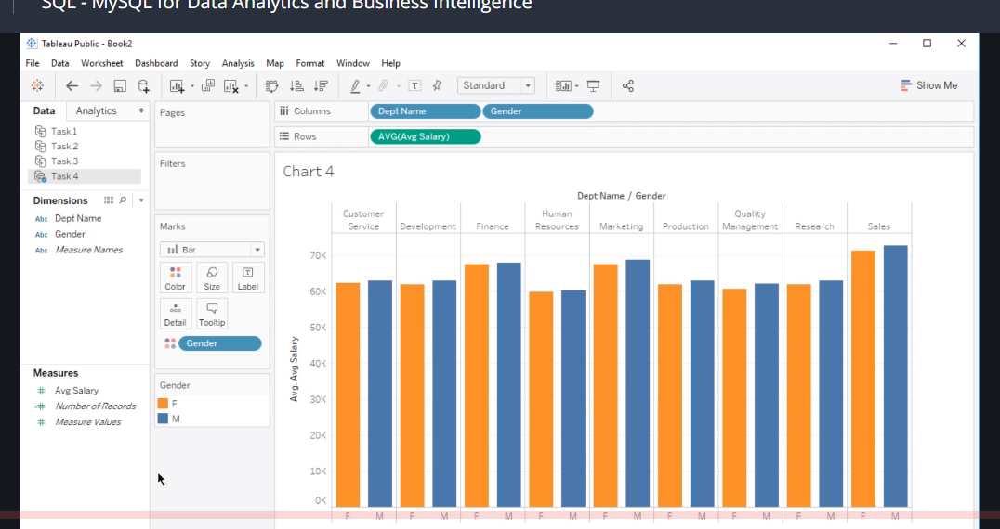 SQL - MySQL for Data Analytics and Business Intelligence
Tableau Public - Book2
File Data Worksheet Dashboard Story Analysis Map Format Window Help
Standard
Show Me
Data Analytics
Task 1
Task 2
Task 3
Task 4
Dimensions
Abc Dept Name
Abc Gender
Abc Measure Names
Measures
# Avg Salary
=# Number of Records
# Measure Values
Pages
Filters
Marks
Bar
Color Size Label
Detail Tooltip
Gender
Gender
F
M
Columns Dept Name Gender
Rows AVG(Avg Salary)
Chart 4
Dept Name / Gender
Customer Service
Development
Finance
Human Resources
Marketing
Production
Quality Management
Research
Sales
Avg. Avg Salary
70K
60K
50K
40K
30K
20K
10K
0K
F M F M F M F M F M F M F M F M F M